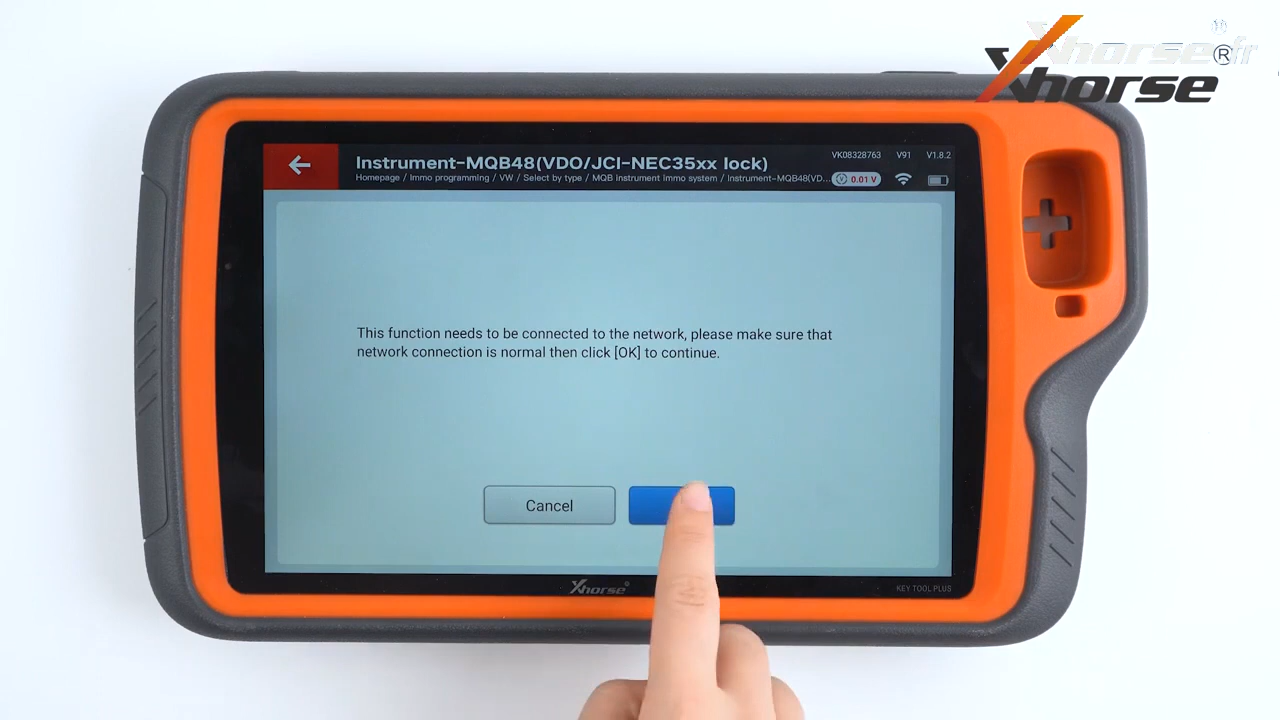 Xhorse®
Xhorse.fr
Instrument-MQB48(VDO/JCI-NEC35xx lock)
VK08328763 V91 V1.8.2
Homepage / Immo programming / VW / Select by type / MQB instrument Immo system / Instrument-MQB48(VD...
0.01 V
This function needs to be connected to the network, please make sure that
network connection is normal then click [OK] to continue.
Cancel
Xhorse®
KEY TOOL PLUS